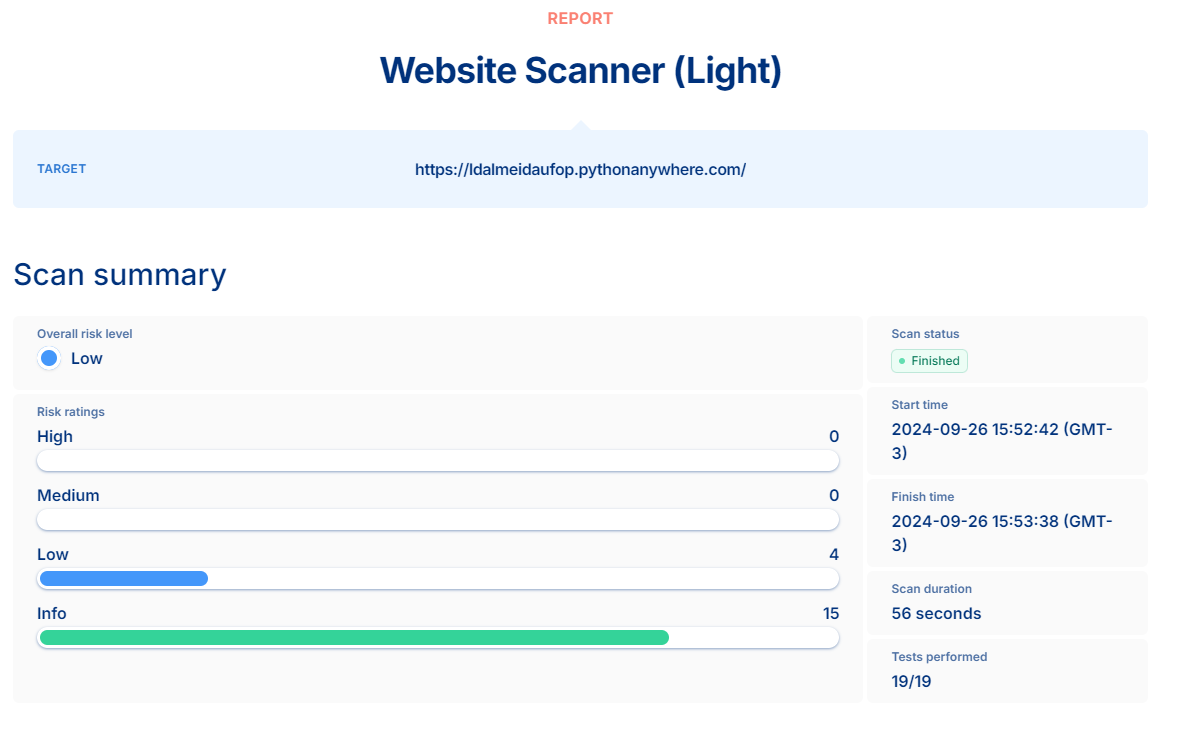 REPORT
Website Scanner (Light)
TARGET
https://ldalmeidaufop.pythonanywhere.com/
Scan summary
Overall risk level
Low
Risk ratings
High 0
Medium 0
Low 4
Info 15
Scan status
Finished
Start time
2024-09-26 15:52:42 (GMT-
3)
Finish time
2024-09-26 15:53:38 (GMT-
3)
Scan duration
56 seconds
Tests performed
19/19